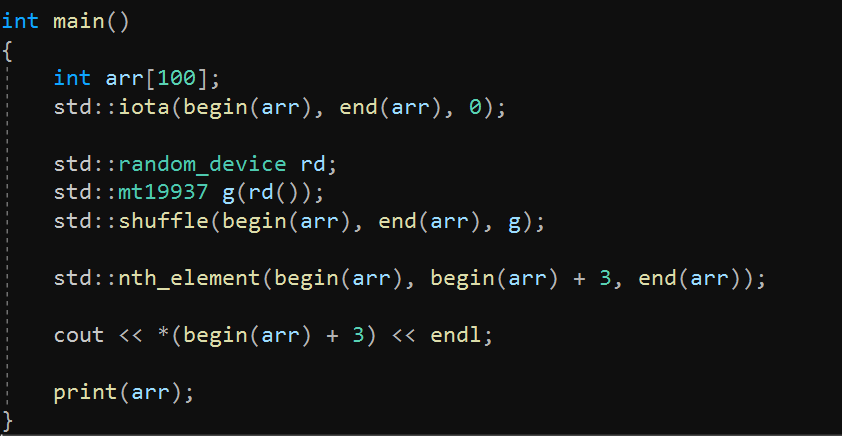 int main()
{
    int arr[100];
    std::iota(begin(arr), end(arr), 0);
    std::random_device rd;
    std::mt19937 g(rd());
    std::shuffle(begin(arr), end(arr), g);
    std::nth_element(begin(arr), begin(arr) + 3, end(arr));
    cout << *(begin(arr) + 3) << endl;
    print(arr);
}